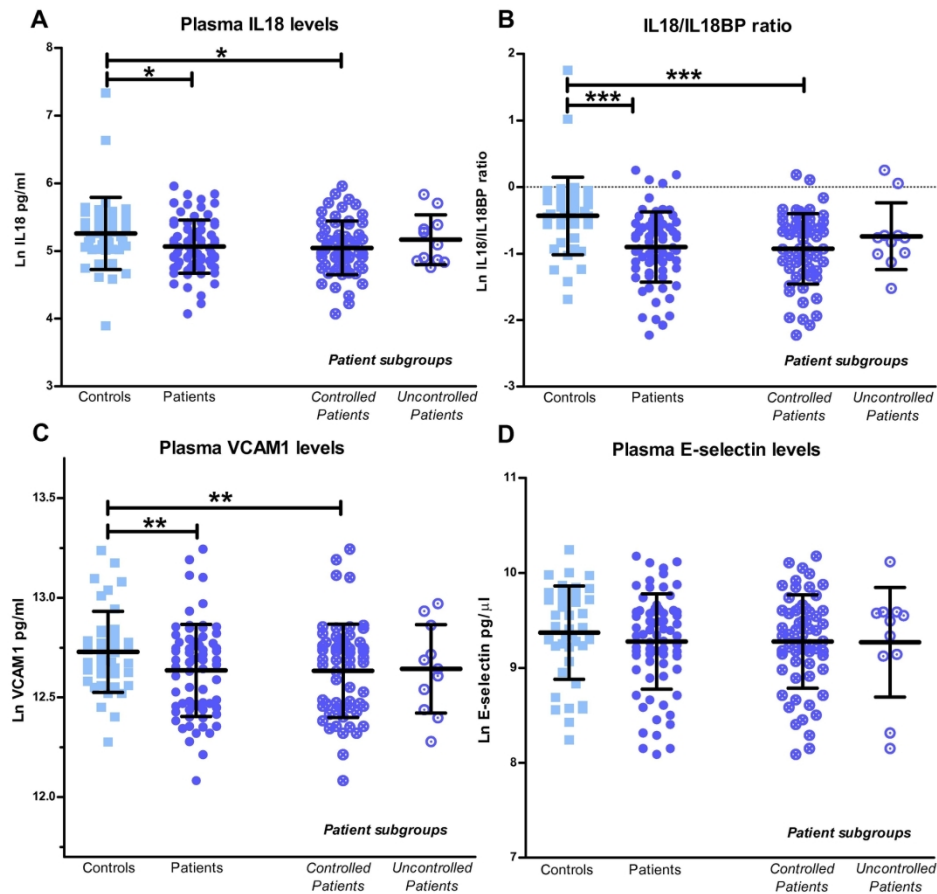 A
Plasma IL18 levels
8
7
6
5
4
3
Ln IL18 pg/ml
*
*
Patient subgroups
Controls
Patients
Controlled
Patients
Uncontrolled
Patients
B
IL18/IL18BP ratio
2
1
0
-1
-2
-3
Ln IL18/IL18BP ratio
***
***
Patient subgroups
Controls
Patients
Controlled
Patients
Uncontrolled
Patients
C
Plasma VCAM1 levels
13.5
13.0
12.5
12.0
Ln VCAM1 pg/ml
**
**
Patient subgroups
Controls
Patients
Controlled
Patients
Uncontrolled
Patients
D
Plasma E-selectin levels
11
10
9
8
7
Ln E-selectin pg/μl
Patient subgroups
Controls
Patients
Controlled
Patients
Uncontrolled
Patients